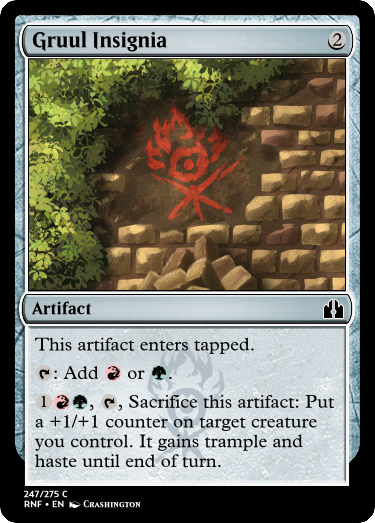 Gruul Insignia 2
Artifact
This artifact enters tapped.
: Add or .
1 , , Sacrifice this artifact: Put
a +1/+1 counter on target creature
you control. It gains trample and
haste until end of turn.
247/275 C
RNF • EN Crashington